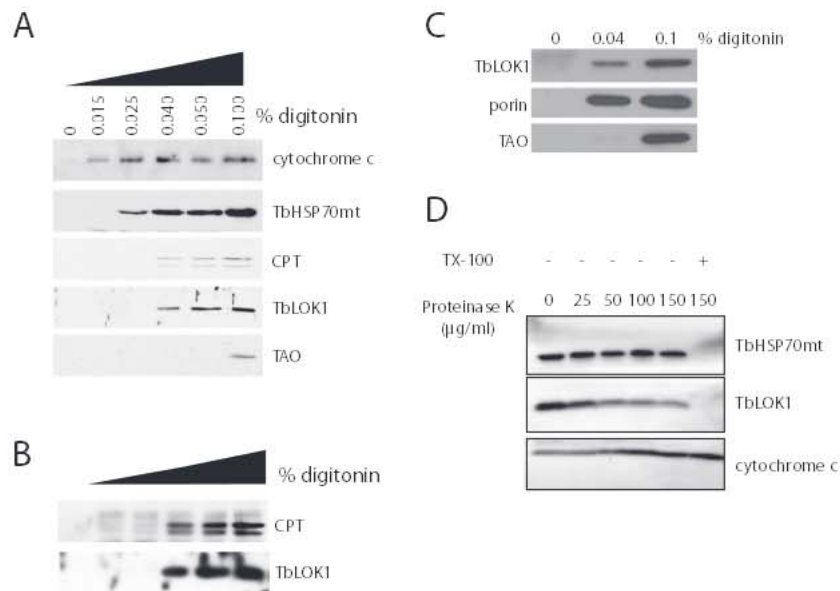 A
0 0.015 0.025 0.040 0.050 0.100 % digitonin
cytochrome c
TbHSP70mt
CPT
TbLOK1
TAO
B
% digitonin
CPT
TbLOK1
C
0 0.04 0.1 % digitonin
TbLOK1
porin
TAO
D
TX-100 - - - - - +
Proteinase K 0 25 50 100 150 150
(µg/ml)
TbHSP70mt
TbLOK1
cytochrome c